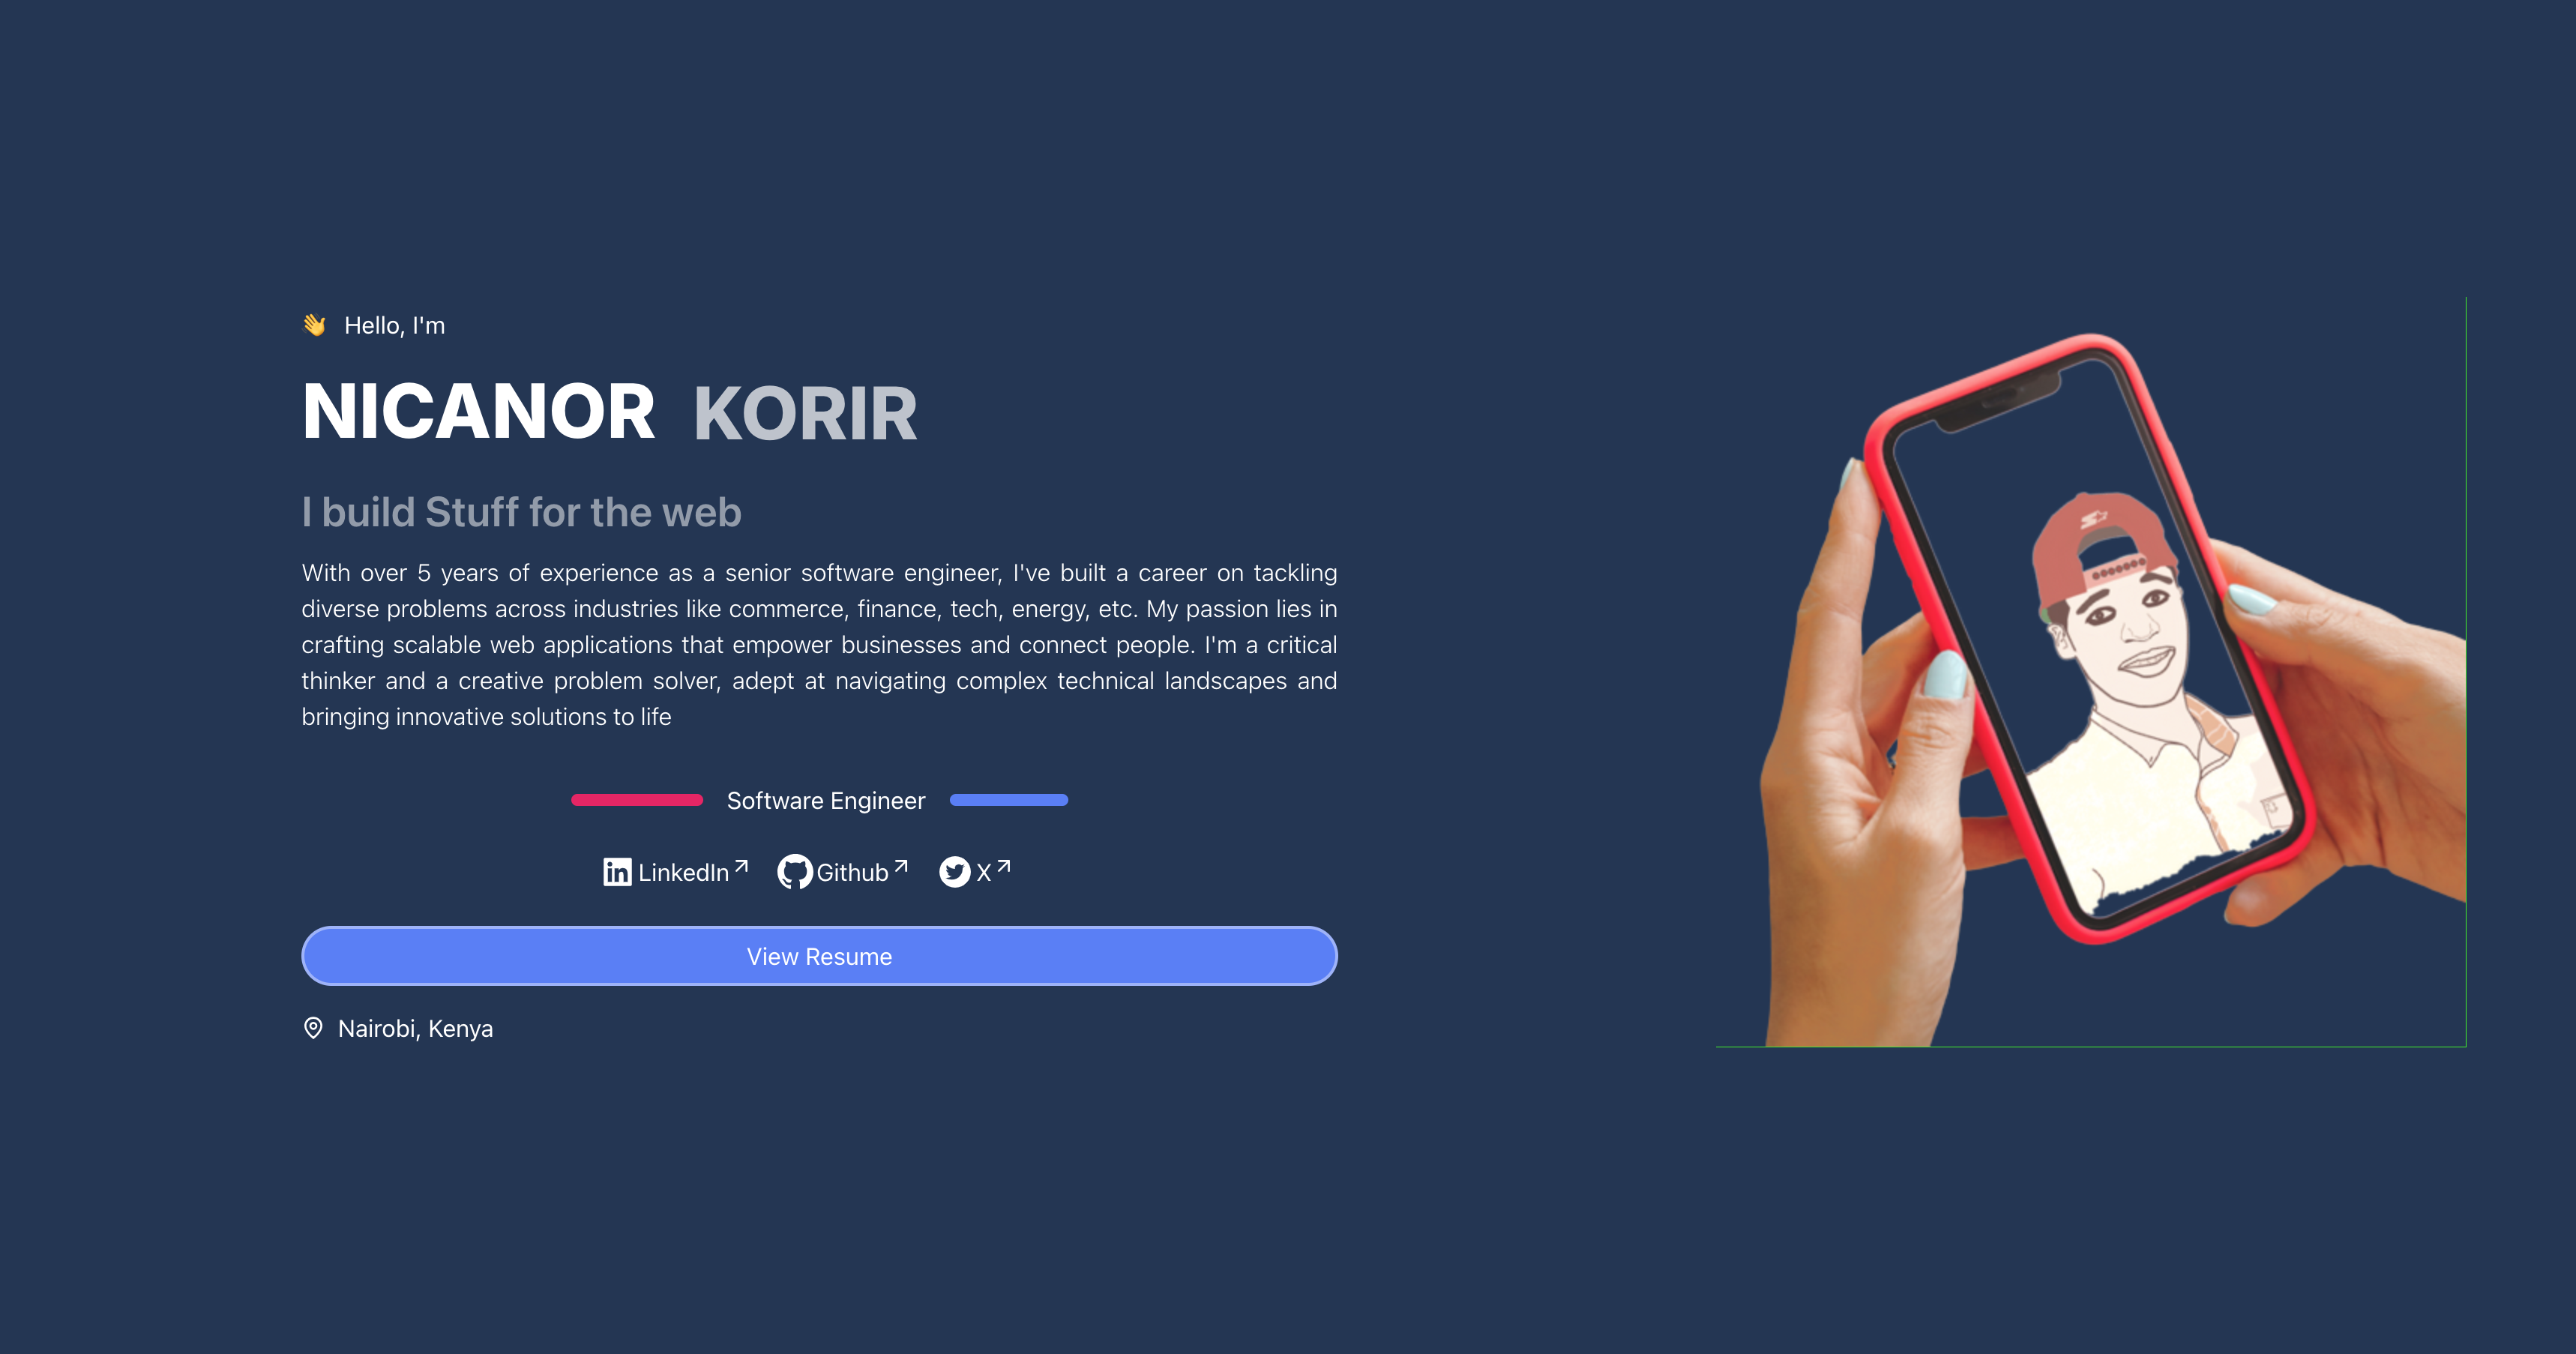 👋 Hello, I'm
NICANOR KORIR
I build Stuff for the web
With over 5 years of experience as a senior software engineer, I've built a career on tackling
diverse problems across industries like commerce, finance, tech, energy, etc. My passion lies in
crafting scalable web applications that empower businesses and connect people. I'm a critical
thinker and a creative problem solver, adept at navigating complex technical landscapes and
bringing innovative solutions to life
Software Engineer
in LinkedIn Github X
View Resume
Nairobi, Kenya